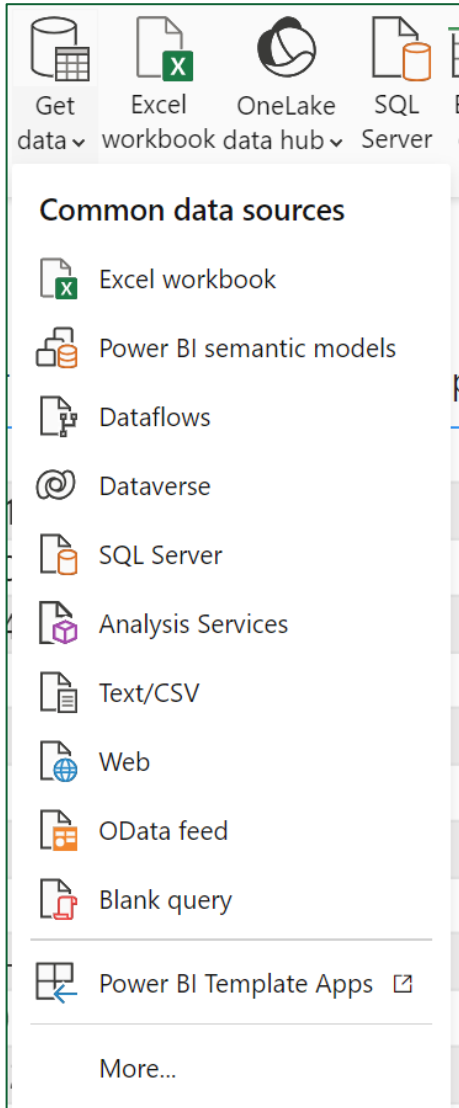 Get Excel OneLake SQL
data workbook data hub Server
Common data sources
Excel workbook
Power BI semantic models
Dataflows
Dataverse
SQL Server
Analysis Services
Text/CSV
Web
OData feed
Blank query
Power BI Template Apps
More...